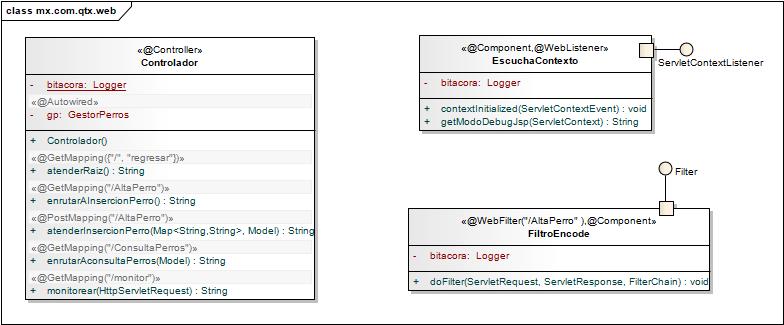 class mx.com.qtx.web
«@Controller»
Controlador
- bitacora: Logger
«@Autowired»
- gp: GestorPerros
+ Controlador()
«@GetMapping({"/", "regresar"})»
+ atenderRaiz() : String
«@GetMapping("/AltaPerro")»
+ enrutarAInsercionPerro() : String
«@PostMapping("/AltaPerro")»
+ atenderInsercionPerro(Map<String,String>, Model) : String
«@GetMapping("/ConsultaPerros")»
+ enrutarAconsultaPerros(Model) : String
«@GetMapping("/monitor")»
+ monitorear(HttpServletRequest) : String
«@Component,@WebListener»
EscuchaContexto
- bitacora: Logger
+ contextInitialized(ServletContextEvent) : void
+ getModoDebugJsp(ServletContext) : String
ServletContextListener
Filter
«@WebFilter("/AltaPerro" ),@Component»
FiltroEncode
- bitacora: Logger
+ doFilter(ServletRequest, ServletResponse, FilterChain) : void